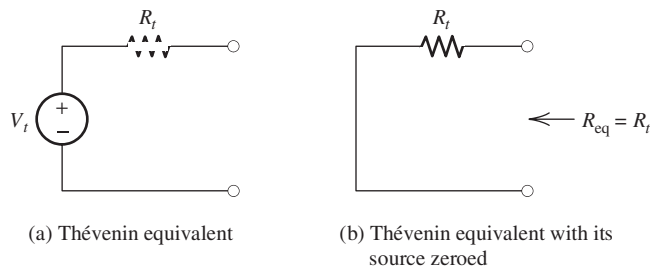 R_t
V_t
+
−
(a) Thévenin equivalent
R_t
R_eq = R_t
(b) Thévenin equivalent with its
source zeroed